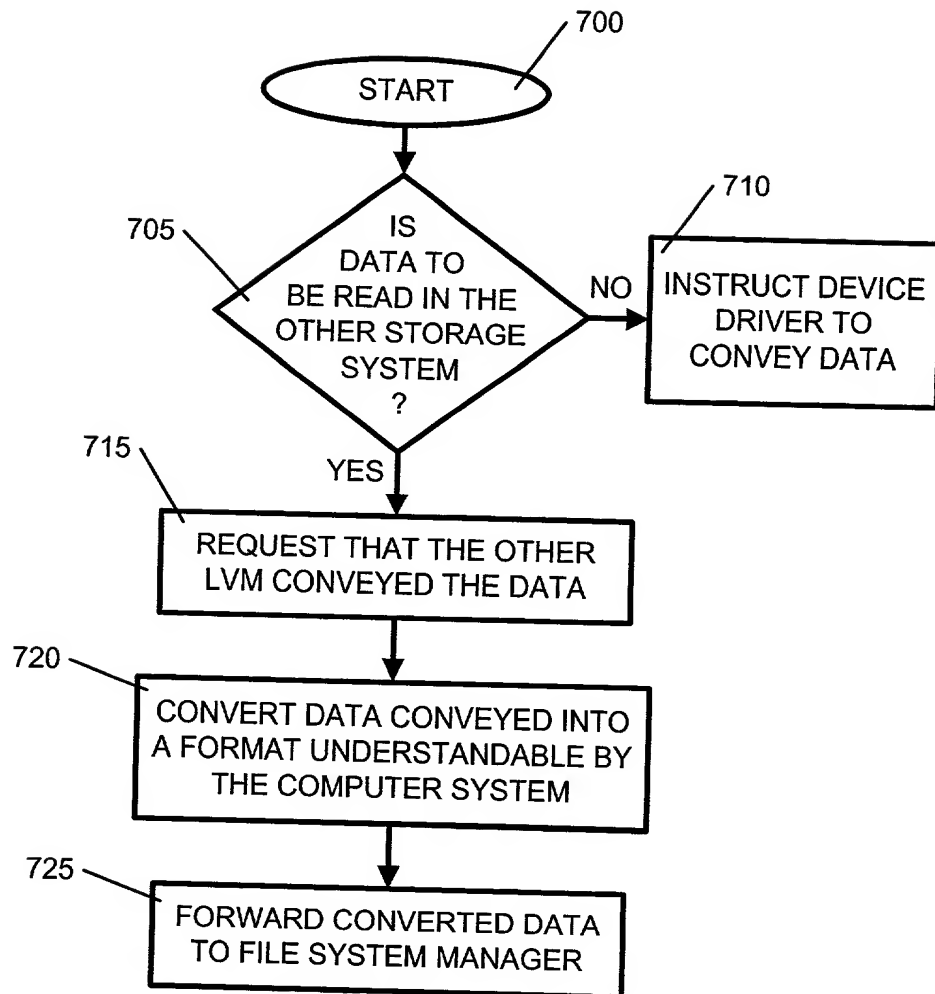 700
START
705
IS
DATA TO
BE READ IN THE
OTHER STORAGE
SYSTEM
?
NO
710
INSTRUCT DEVICE
DRIVER TO
CONVEY DATA
YES
715
REQUEST THAT THE OTHER
LVM CONVEYED THE DATA
720
CONVERT DATA CONVEYED INTO
A FORMAT UNDERSTANDABLE BY
THE COMPUTER SYSTEM
725
FORWARD CONVERTED DATA
TO FILE SYSTEM MANAGER